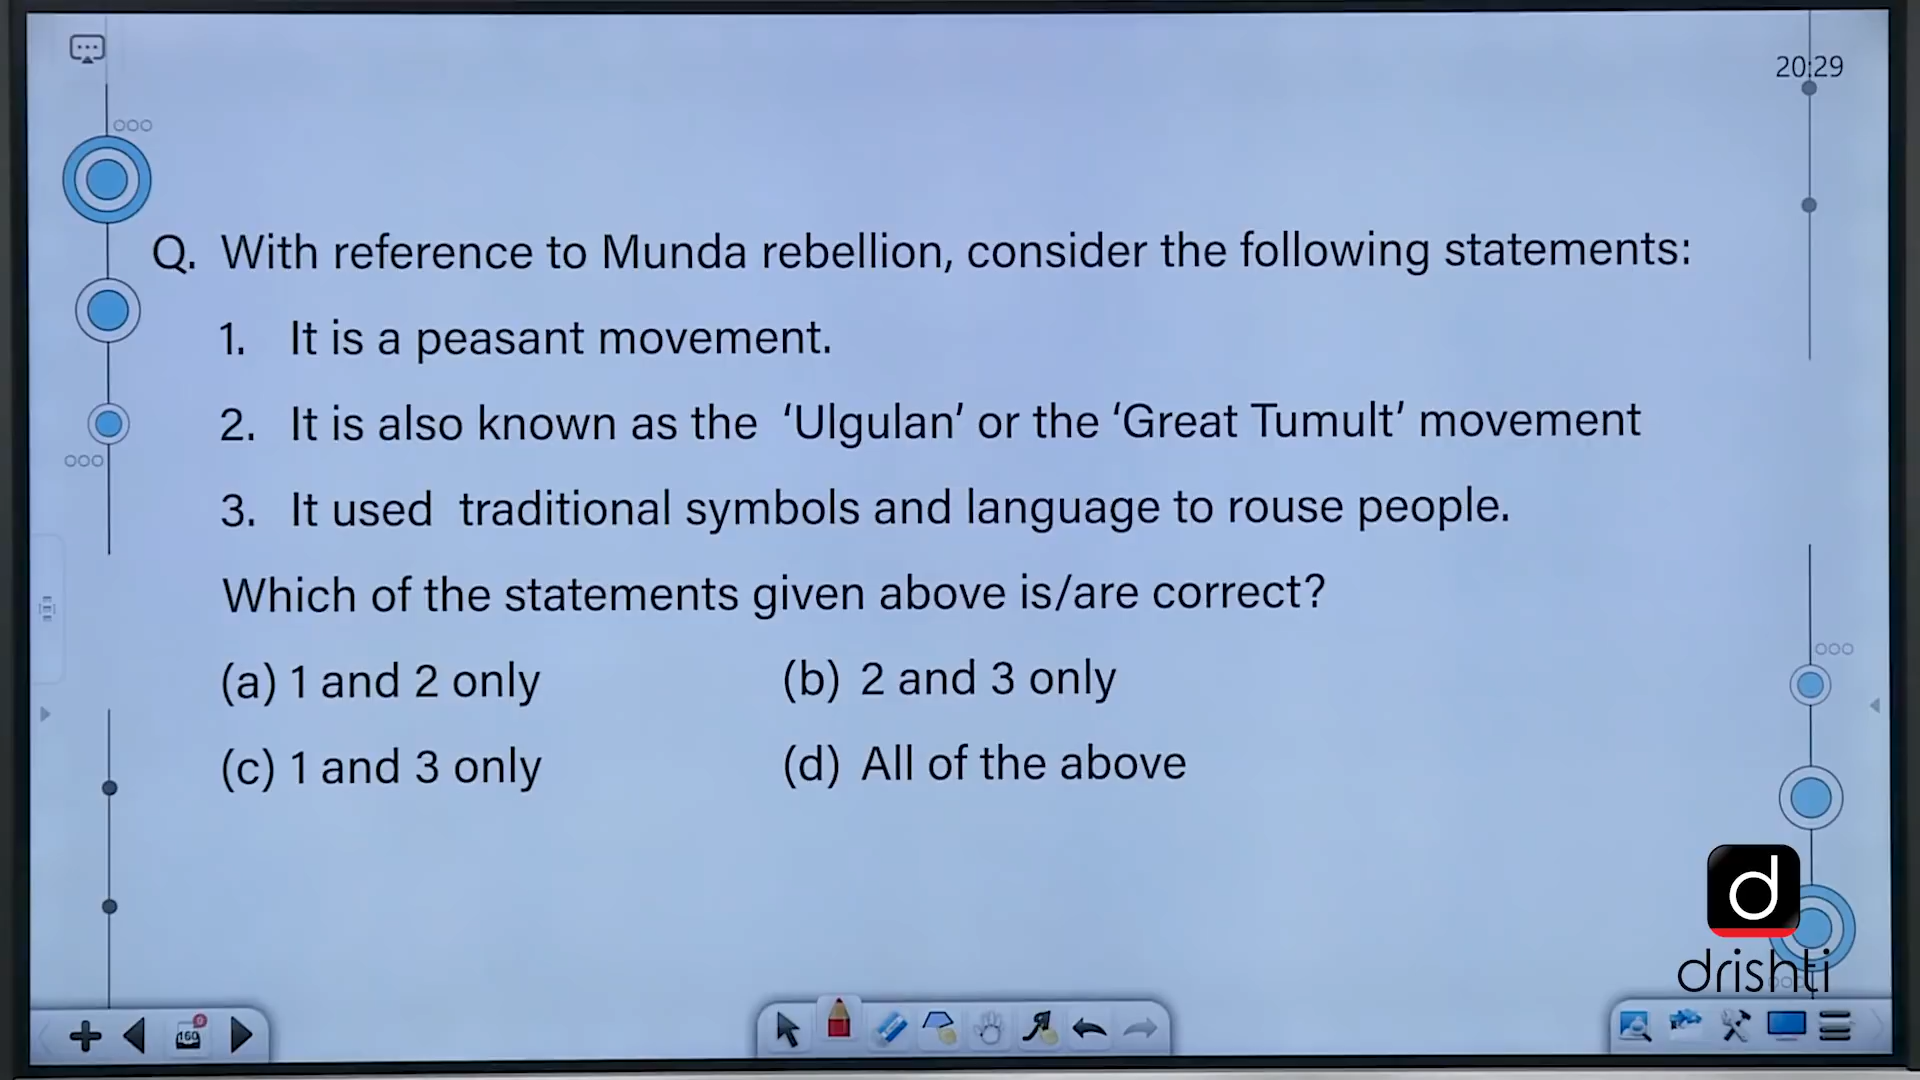 20:29
Q. With reference to Munda rebellion, consider the following statements:
1. It is a peasant movement.
2. It is also known as the 'Ulgulan' or the 'Great Tumult' movement
3. It used traditional symbols and language to rouse people.
Which of the statements given above is/are correct?
(a) 1 and 2 only (b) 2 and 3 only
(c) 1 and 3 only (d) All of the above
d
drishti
160
0